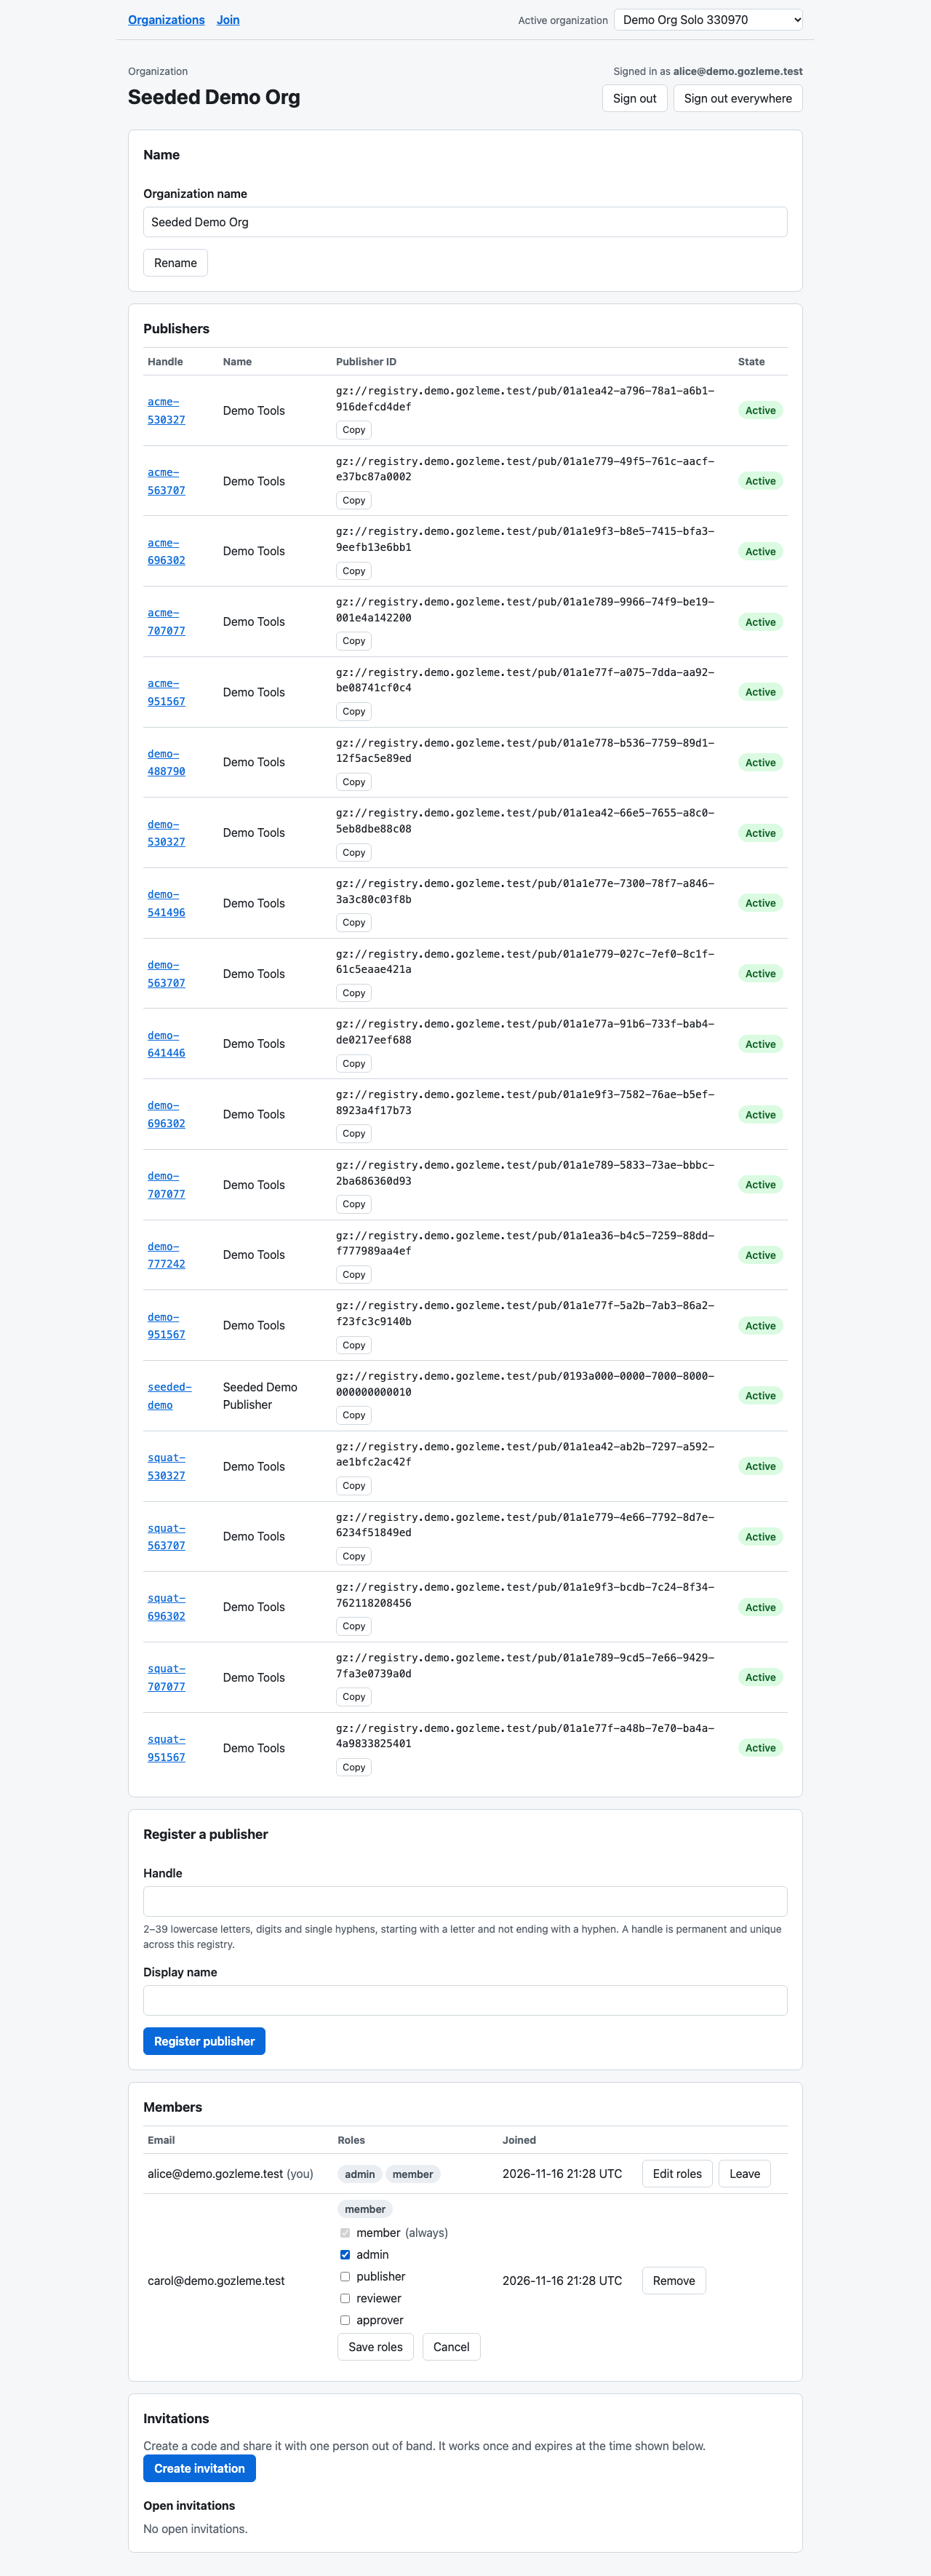 Organizations Join
Active organization Demo Org Solo 330970
Organization
Signed in as alice@demo.gozleme.test
Seeded Demo Org
Sign out Sign out everywhere
Name
Organization name
Seeded Demo Org
Rename
Publishers
Handle Name Publisher ID State
acme-
530327
Demo Tools
gz://registry.demo.gozleme.test/pub/01a1ea42-a796-78a1-a6b1-
916defcd4def
Copy
Active
acme-
563707
Demo Tools
gz://registry.demo.gozleme.test/pub/01a1e779-49f5-761c-aacf-
e37bc87a0002
Copy
Active
acme-
696302
Demo Tools
gz://registry.demo.gozleme.test/pub/01a1e9f3-b8e5-7415-bfa3-
9eefb13e6bb1
Copy
Active
acme-
707077
Demo Tools
gz://registry.demo.gozleme.test/pub/01a1e789-9966-74f9-be19-
001e4a142200
Copy
Active
acme-
951567
Demo Tools
gz://registry.demo.gozleme.test/pub/01a1e77f-a075-7dda-aa92-
be08741cf0c4
Copy
Active
demo-
488790
Demo Tools
gz://registry.demo.gozleme.test/pub/01a1e778-b536-7759-89d1-
12f5ac5e89ed
Copy
Active
demo-
530327
Demo Tools
gz://registry.demo.gozleme.test/pub/01a1ea42-66e5-7655-a8c0-
5eb8dbe88c08
Copy
Active
demo-
541496
Demo Tools
gz://registry.demo.gozleme.test/pub/01a1e77e-7300-78f7-a846-
3a3c80c03f8b
Copy
Active
demo-
563707
Demo Tools
gz://registry.demo.gozleme.test/pub/01a1e779-027c-7ef0-8c1f-
61c5eaae421a
Copy
Active
demo-
641446
Demo Tools
gz://registry.demo.gozleme.test/pub/01a1e77a-91b6-733f-bab4-
de0217eef688
Copy
Active
demo-
696302
Demo Tools
gz://registry.demo.gozleme.test/pub/01a1e9f3-7582-76ae-b5ef-
8923a4f17b73
Copy
Active
demo-
707077
Demo Tools
gz://registry.demo.gozleme.test/pub/01a1e789-5833-73ae-bbbc-
2ba686360d93
Copy
Active
demo-
777242
Demo Tools
gz://registry.demo.gozleme.test/pub/01a1ea36-b4c5-7259-88dd-
f777989aa4ef
Copy
Active
demo-
951567
Demo Tools
gz://registry.demo.gozleme.test/pub/01a1e77f-5a2b-7ab3-86a2-
f23fc3c9140b
Copy
Active
seeded-
demo
Seeded Demo
Publisher
gz://registry.demo.gozleme.test/pub/0193a000-0000-7000-8000-
000000000010
Copy
Active
squat-
530327
Demo Tools
gz://registry.demo.gozleme.test/pub/01a1ea42-ab2b-7297-a592-
ae1bfc2ac42f
Copy
Active
squat-
563707
Demo Tools
gz://registry.demo.gozleme.test/pub/01a1e779-4e66-7792-8d7e-
6234f51849ed
Copy
Active
squat-
696302
Demo Tools
gz://registry.demo.gozleme.test/pub/01a1e9f3-bcdb-7c24-8f34-
762118208456
Copy
Active
squat-
707077
Demo Tools
gz://registry.demo.gozleme.test/pub/01a1e789-9cd5-7e66-9429-
7fa3e0739a0d
Copy
Active
squat-
951567
Demo Tools
gz://registry.demo.gozleme.test/pub/01a1e77f-a48b-7e70-ba4a-
4a9833825401
Copy
Active
Register a publisher
Handle
2–39 lowercase letters, digits and single hyphens, starting with a letter and not ending with a hyphen. A handle is permanent and unique
across this registry.
Display name
Register publisher
Members
Email Roles Joined
alice@demo.gozleme.test (you) admin member 2026-11-16 21:28 UTC Edit roles Leave
carol@demo.gozleme.test
member
member (always)
admin
publisher
reviewer
approver
Save roles Cancel
2026-11-16 21:28 UTC
Remove
Invitations
Create a code and share it with one person out of band. It works once and expires at the time shown below.
Create invitation
Open invitations
No open invitations.